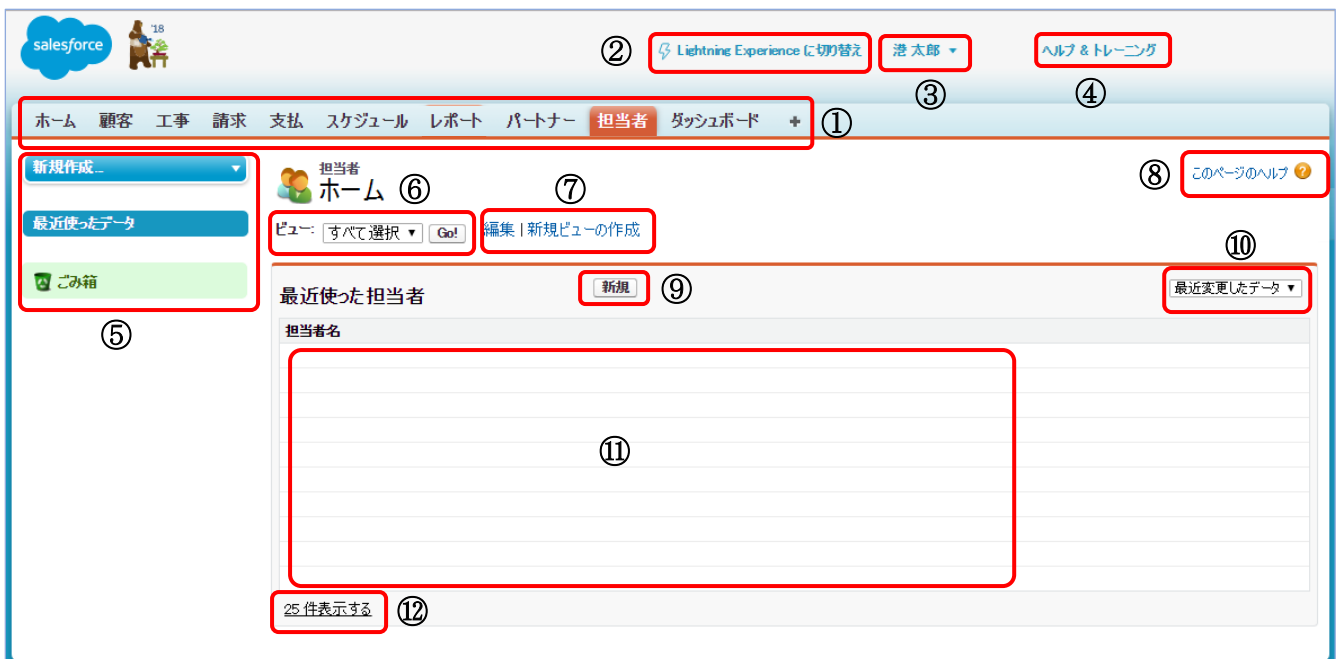 salesforce
'18
② Lightning Experience に切り替え 港 太郎 ヘルプ & トレーニング
③ ④
ホーム 顧客 工事 請求 支払 スケジュール レポート パートナー 担当者 ダッシュボード + ①
新規作成...
担当者
ホーム ⑥ ⑦
⑧ このページのヘルプ ?
最近使ったデータ
ビュー: すべて選択 Go! 編集 | 新規ビューの作成
⑩
ごみ箱
⑤
最近使った担当者 新規 ⑨ 最近変更したデータ
担当者名
⑪
25 件表示する ⑫